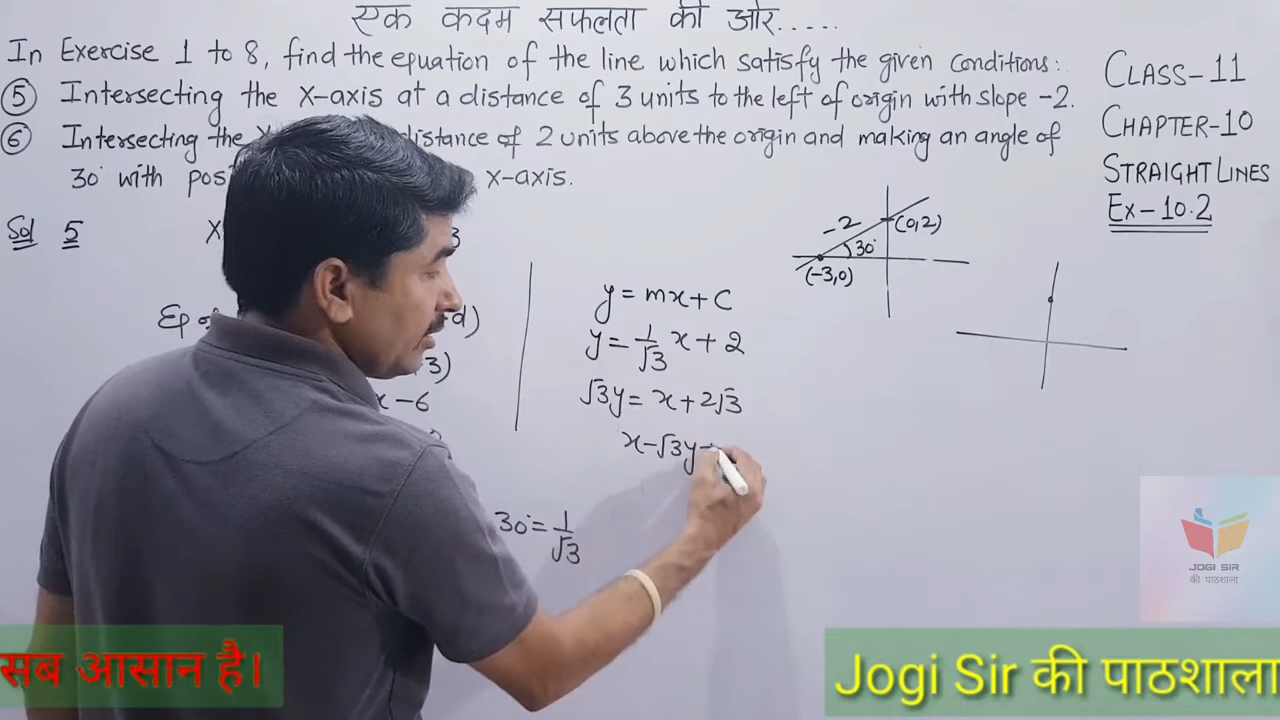 एक कदम सफलता की ओर.....
In Exercise 1 to 8, find the equation of the line which satisfy the given conditions:
⑤ Intersecting the X-axis at a distance of 3 units to the left of origin with slope -2.
⑥ Intersecting the distance of 2 units above the origin and making an angle of
30° with X-axis.
CLASS-11
CHAPTER-10
STRAIGHT LINES
Ex-10.2
Sol 5
3
-6
30° = 1/√3
y = mx + C
y = 1/√3 x + 2
√3y = x + 2√3
x - √3y
-2
(0,2)
30°
(-3,0)
JOGI SIR
की पाठशाला
सब आसान है।
Jogi Sir की पाठशाला